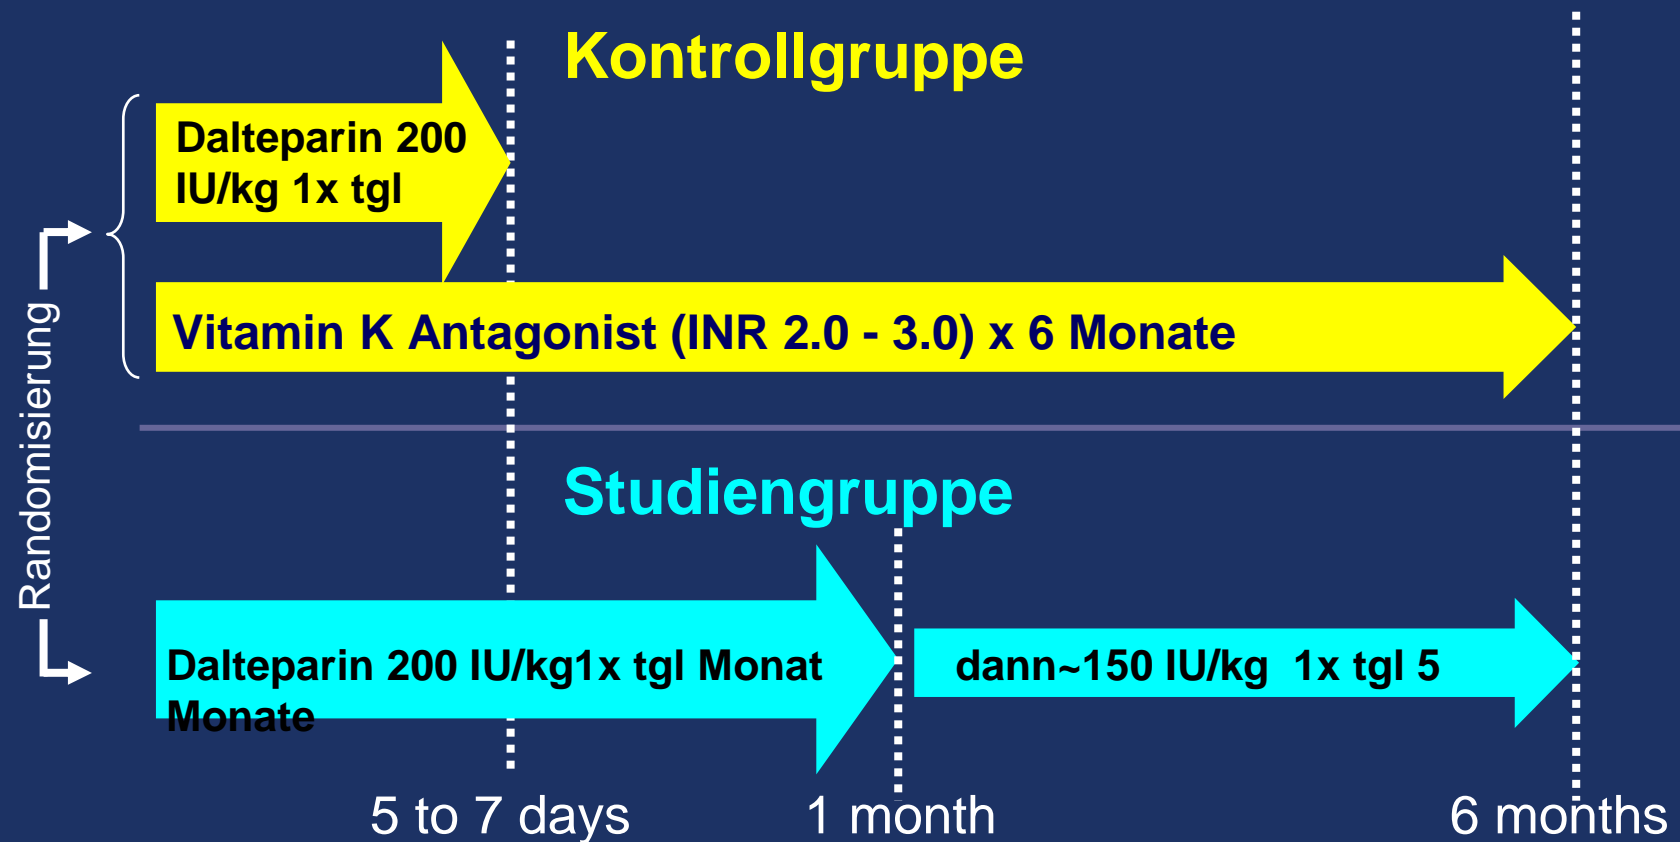 Kontrollgruppe
Dalteparin 200
IU/kg 1x tgl
Vitamin K Antagonist (INR 2.0 - 3.0) x 6 Monate
Randomisierung
Studiengruppe
Dalteparin 200 IU/kg1x tgl Monat
Monate
dann~150 IU/kg  1x tgl 5
5 to 7 days
1 month
6 months